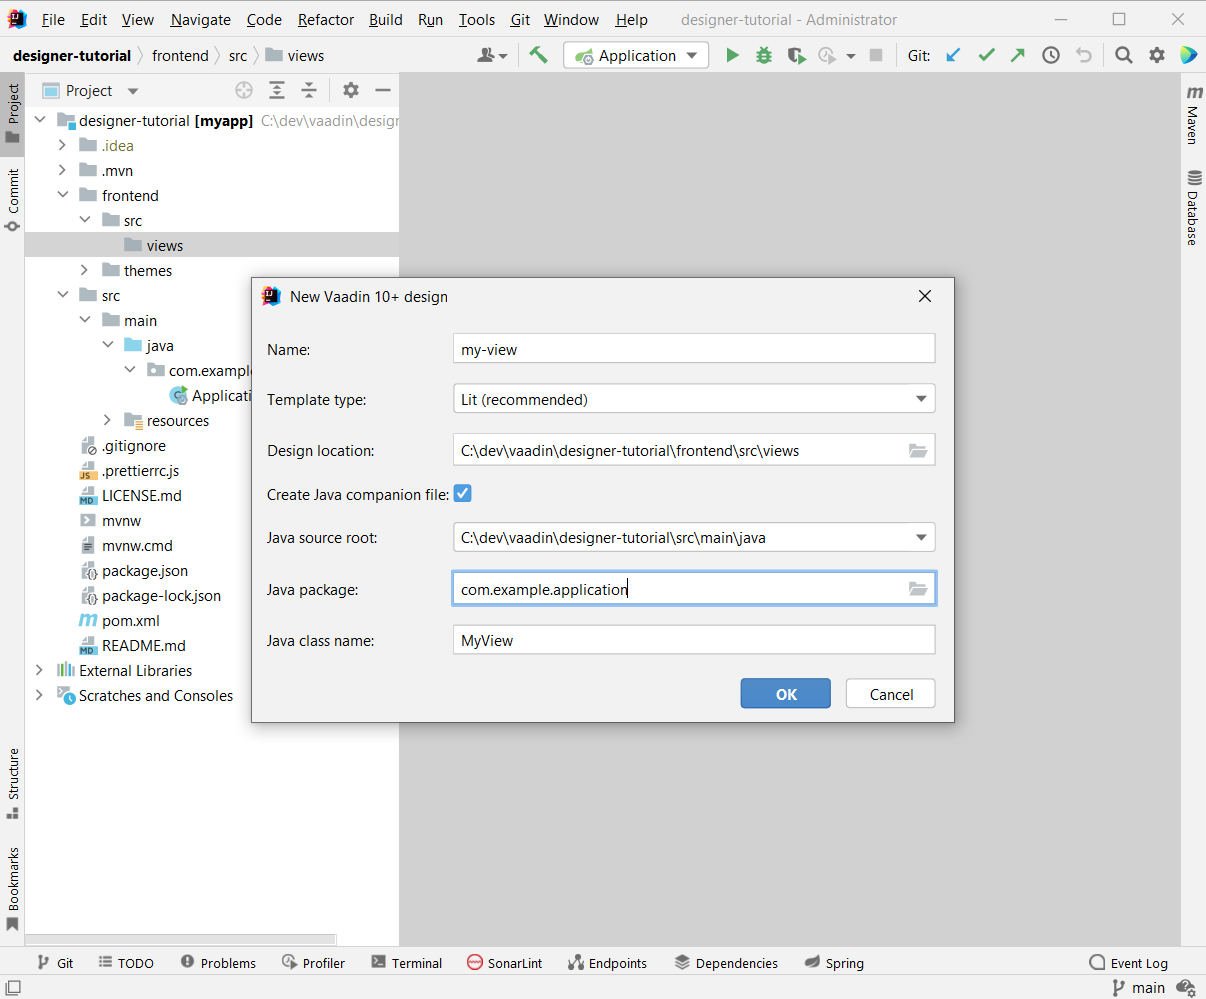 File Edit View Navigate Code Refactor Build Run Tools Git Window Help designer-tutorial - Administrator
designer-tutorial frontend src views Application Git:
Project
designer-tutorial [myapp] C:\dev\vaadin\desigr
.idea
.mvn
frontend
src
views
themes
src
main
java
com.example
Applicati
resources
.gitignore
.prettierrc.js
LICENSE.md
mvnw
mvnw.cmd
package.json
package-lock.json
pom.xml
README.md
External Libraries
Scratches and Consoles
Project
Commit
Structure
Bookmarks
Maven
Database
New Vaadin 10+ design
Name: my-view
Template type: Lit (recommended)
Design location: C:\dev\vaadin\designer-tutorial\frontend\src\views
Create Java companion file:
Java source root: C:\dev\vaadin\designer-tutorial\src\main\java
Java package: com.example.application
Java class name: MyView
OK Cancel
Git TODO Problems Profiler Terminal SonarLint Endpoints Dependencies Spring Event Log
main